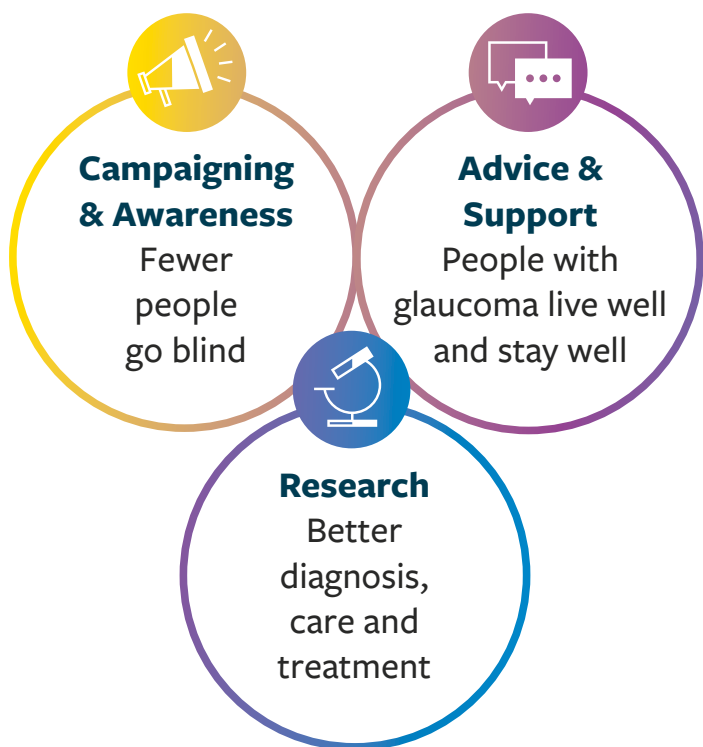 Campaigning
& Awareness
Fewer
people
go blind
Advice &
Support
People with
glaucoma live well
and stay well
Research
Better
diagnosis,
care and
treatment